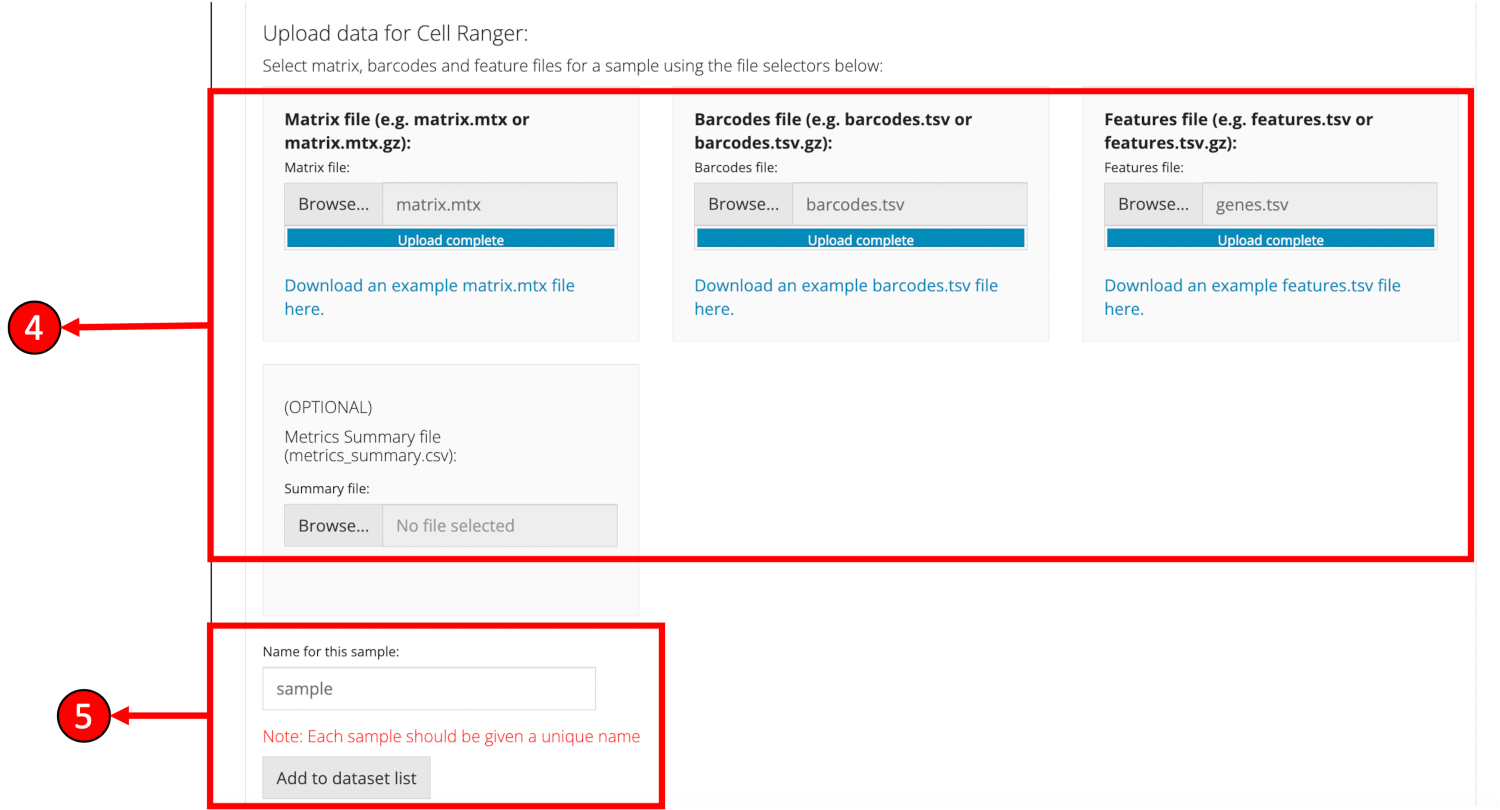 Upload data for Cell Ranger:
Select matrix, barcodes and feature files for a sample using the file selectors below:
Matrix file (e.g. matrix.mtx or
matrix.mtx.gz):
Matrix file:
Browse... matrix.mtx
Upload complete
Download an example matrix.mtx file
here.
Barcodes file (e.g. barcodes.tsv or
barcodes.tsv.gz):
Barcodes file:
Browse... barcodes.tsv
Upload complete
Download an example barcodes.tsv file
here.
Features file (e.g. features.tsv or
features.tsv.gz):
Features file:
Browse... genes.tsv
Upload complete
Download an example features.tsv file
here.
4
(OPTIONAL)
Metrics Summary file
(metrics_summary.csv):
Summary file:
Browse... No file selected
5
Name for this sample:
sample
Note: Each sample should be given a unique name
Add to dataset list